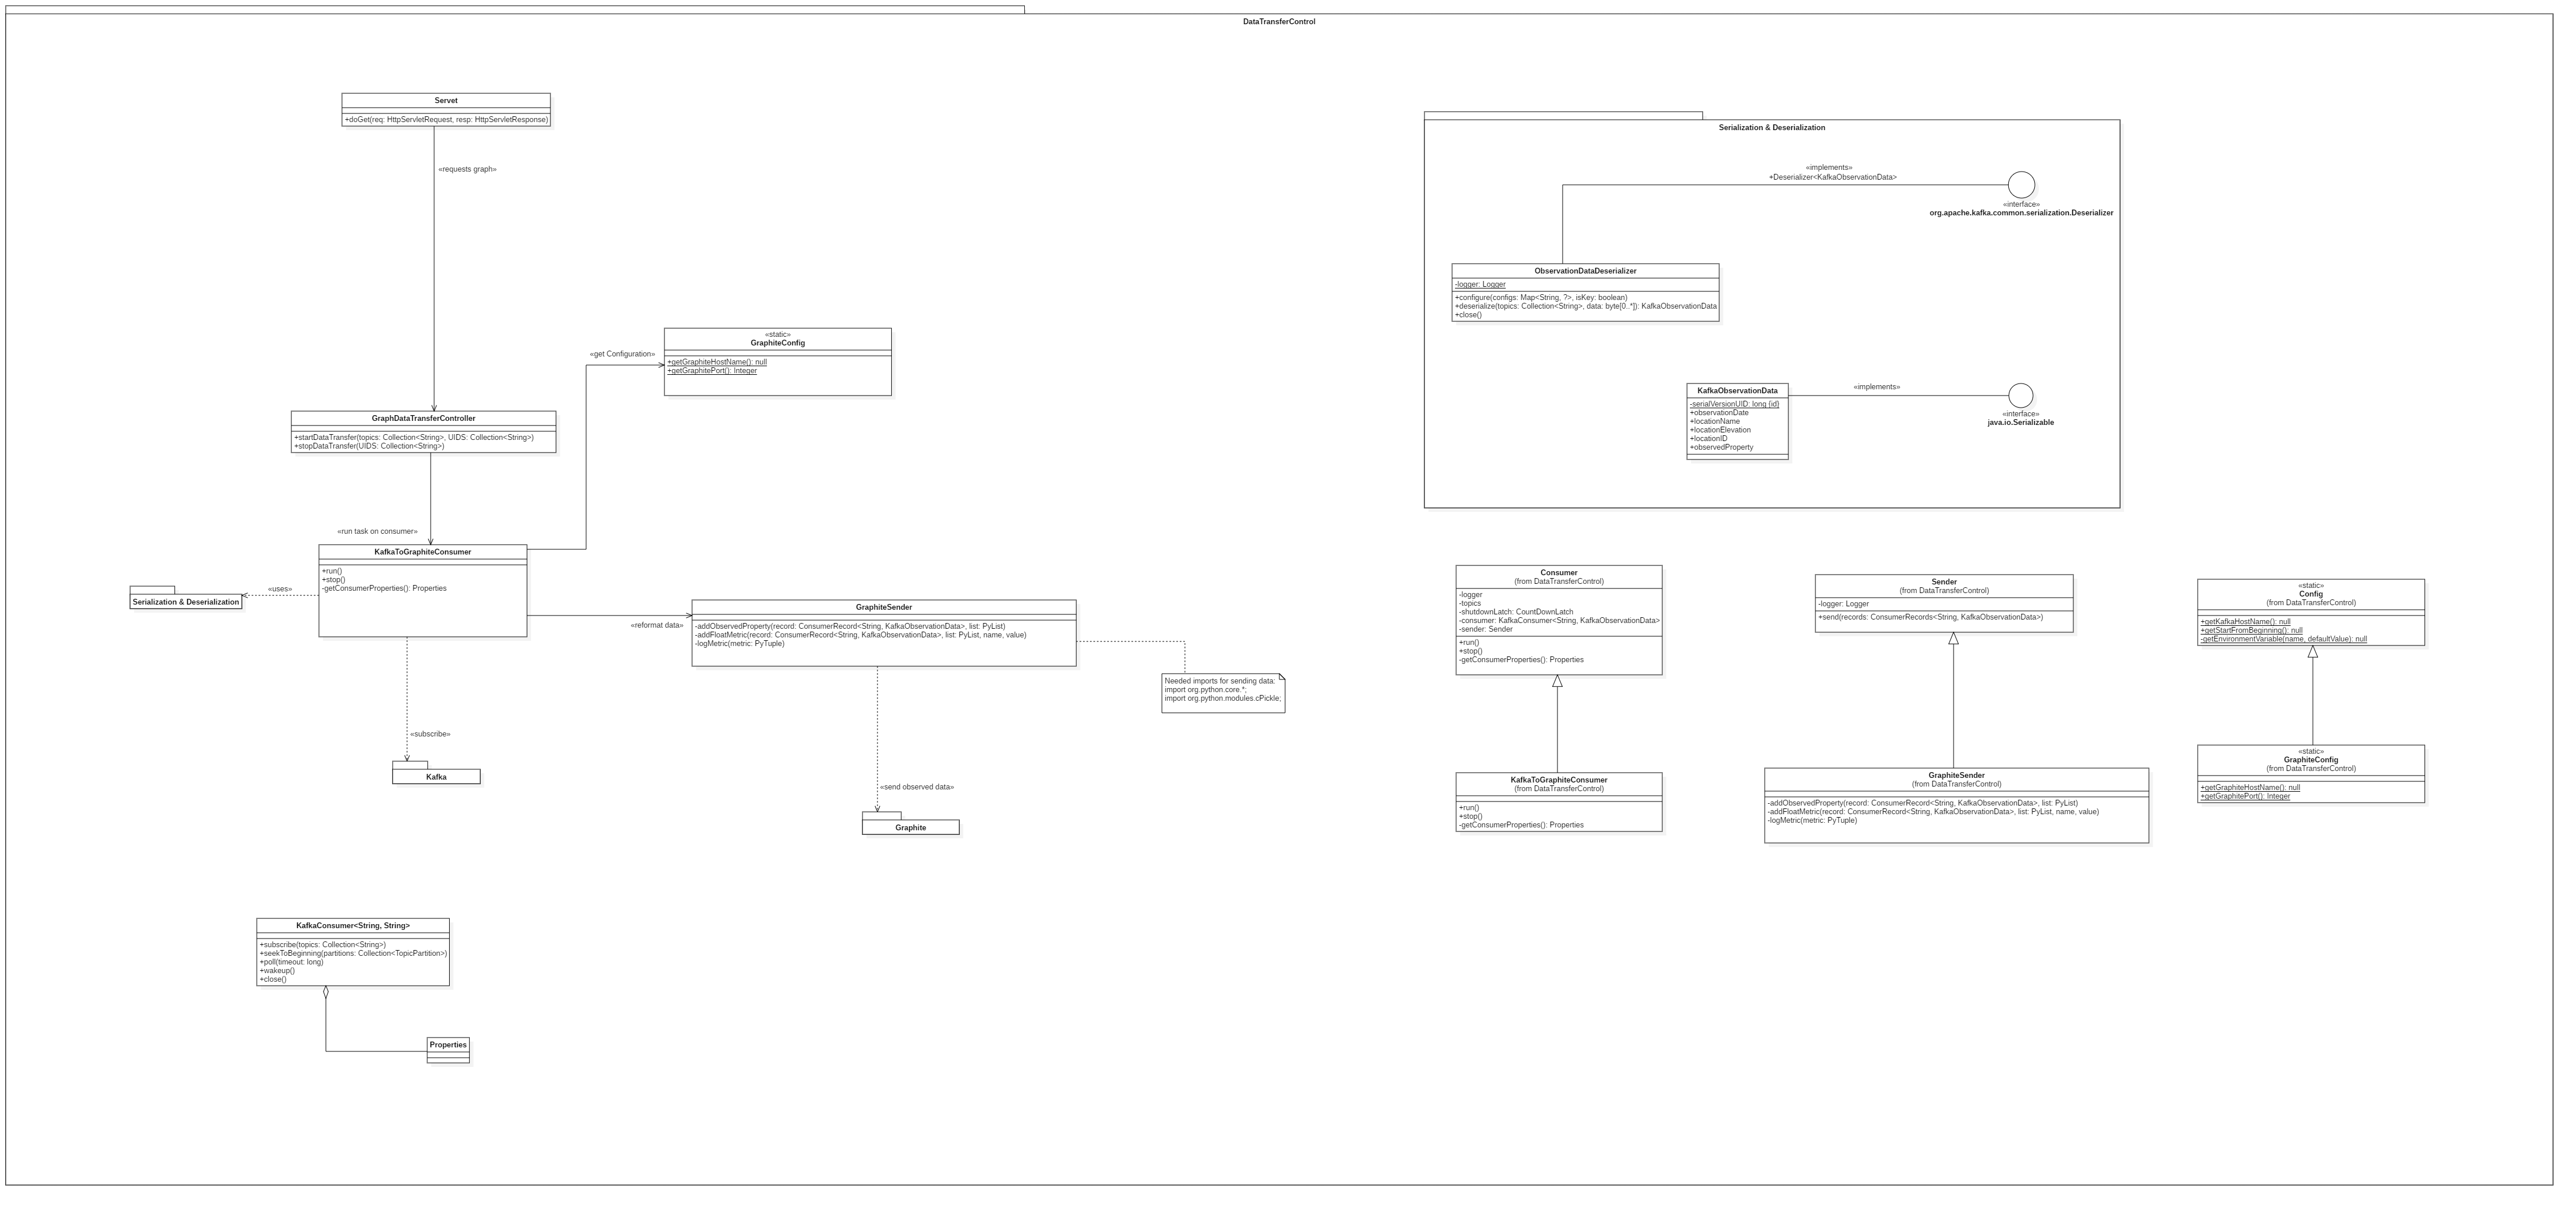 DataTransferControl
Servet
+doGet(req: HttpServletRequest, resp: HttpServletResponse)
«requests graph»
GraphDataTransferController
+startDataTransfer(topics: Collection<String>, UIDS: Collection<String>)
+stopDataTransfer(UIDS: Collection<String>)
«run task on consumer»
«get Configuration»
«static»
GraphiteConfig
+getGraphiteHostName(): null
+getGraphitePort(): Integer
KafkaToGraphiteConsumer
+run()
+stop()
-getConsumerProperties(): Properties
«uses»
Serialization & Deserialization
«reformat data»
GraphiteSender
-addObservedProperty(record: ConsumerRecord<String, KafkaObservationData>, list: PyList)
-addFloatMetric(record: ConsumerRecord<String, KafkaObservationData>, list: PyList, name, value)
-logMetric(metric: PyTuple)
Needed imports for sending data:
import org.python.core.*;
import org.python.modules.cPickle;
«subscribe»
Kafka
«send observed data»
Graphite
KafkaConsumer<String, String>
+subscribe(topics: Collection<String>)
+seekToBeginning(partitions: Collection<TopicPartition>)
+poll(timeout: long)
+wakeup()
+close()
Properties
Serialization & Deserialization
«implements»
+Deserializer<KafkaObservationData>
«interface»
org.apache.kafka.common.serialization.Deserializer
ObservationDataDeserializer
-logger: Logger
+configure(configs: Map<String, ?>, isKey: boolean)
+deserialize(topics: Collection<String>, data: byte[0..*]): KafkaObservationData
+close()
KafkaObservationData
-serialVersionUID: long {id}
+observationDate
+locationName
+locationElevation
+locationID
+observedProperty
«implements»
«interface»
java.io.Serializable
Consumer
(from DataTransferControl)
-logger
-topics
-shutdownLatch: CountDownLatch
-consumer: KafkaConsumer<String, KafkaObservationData>
-sender: Sender
+run()
+stop()
-getConsumerProperties(): Properties
KafkaToGraphiteConsumer
(from DataTransferControl)
+run()
+stop()
-getConsumerProperties(): Properties
Sender
(from DataTransferControl)
-logger: Logger
+send(records: ConsumerRecords<String, KafkaObservationData>)
GraphiteSender
(from DataTransferControl)
-addObservedProperty(record: ConsumerRecord<String, KafkaObservationData>, list: PyList)
-addFloatMetric(record: ConsumerRecord<String, KafkaObservationData>, list: PyList, name, value)
-logMetric(metric: PyTuple)
«static»
Config
(from DataTransferControl)
+getKafkaHostName(): null
+getStartFromBeginning(): null
-getEnvironmentVariable(name, defaultValue): null
«static»
GraphiteConfig
(from DataTransferControl)
+getGraphiteHostName(): null
+getGraphitePort(): Integer